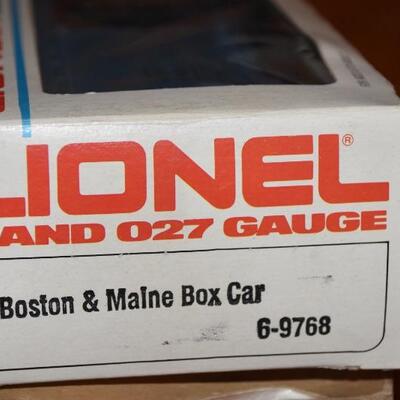 LIONEL®
AND 027 GAUGE
Boston & Maine Box Car
6-9768